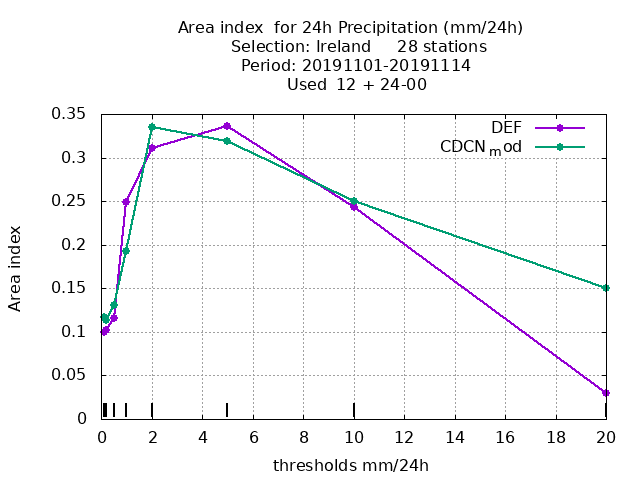 Area index  for 24h Precipitation (mm/24h)
Selection: Ireland     28 stations
Period: 20191101-20191114
Used  12 + 24-00
DEF
CDCN_mod
Area index
0.35
0.3
0.25
0.2
0.15
0.1
0.05
0
0 2 4 6 8 10 12 14 16 18 20
thresholds mm/24h